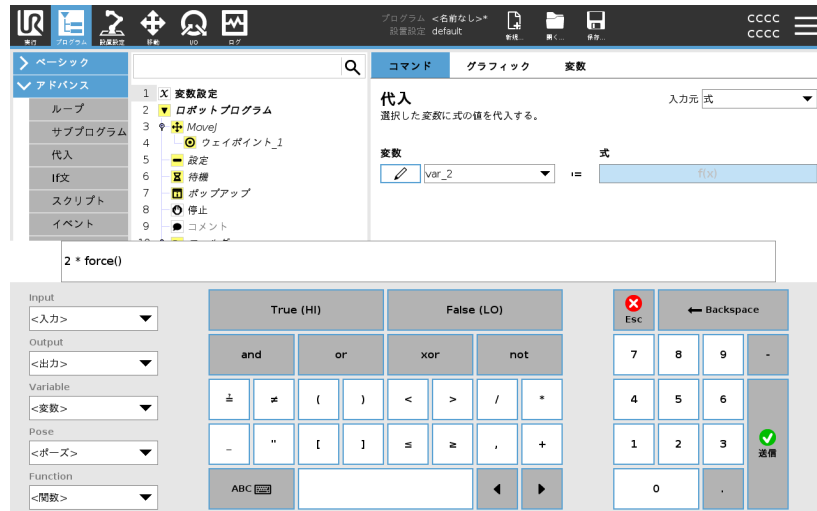 UR
実行
プログラム
設置設定
移動
I/O
ログ
プログラム <名前なし>*
設置設定 default
新規...
開く...
保存...
CCCC
CCCC
ベーシック
アドバンス
ループ
サブプログラム
代入
If文
スクリプト
イベント
1 X 変数設定
2 ロボットプログラム
3 MoveJ
4 ウェイポイント_1
5 設定
6 待機
7 ポップアップ
8 停止
9 コメント
コマンド グラフィック 変数
代入
選択した変数に式の値を代入する。
入力元 式
変数 式
var_2 := f(x)
2 * force()
Input
<入力>
Output
<出力>
Variable
<変数>
Pose
<ポーズ>
Function
<関数>
True (HI) False (LO)
and or xor not
≟ ≠ ( ) < > / *
_ " [ ] ≤ ≥ , +
ABC
Esc Backspace
7 8 9 -
4 5 6
1 2 3 送信
0 .